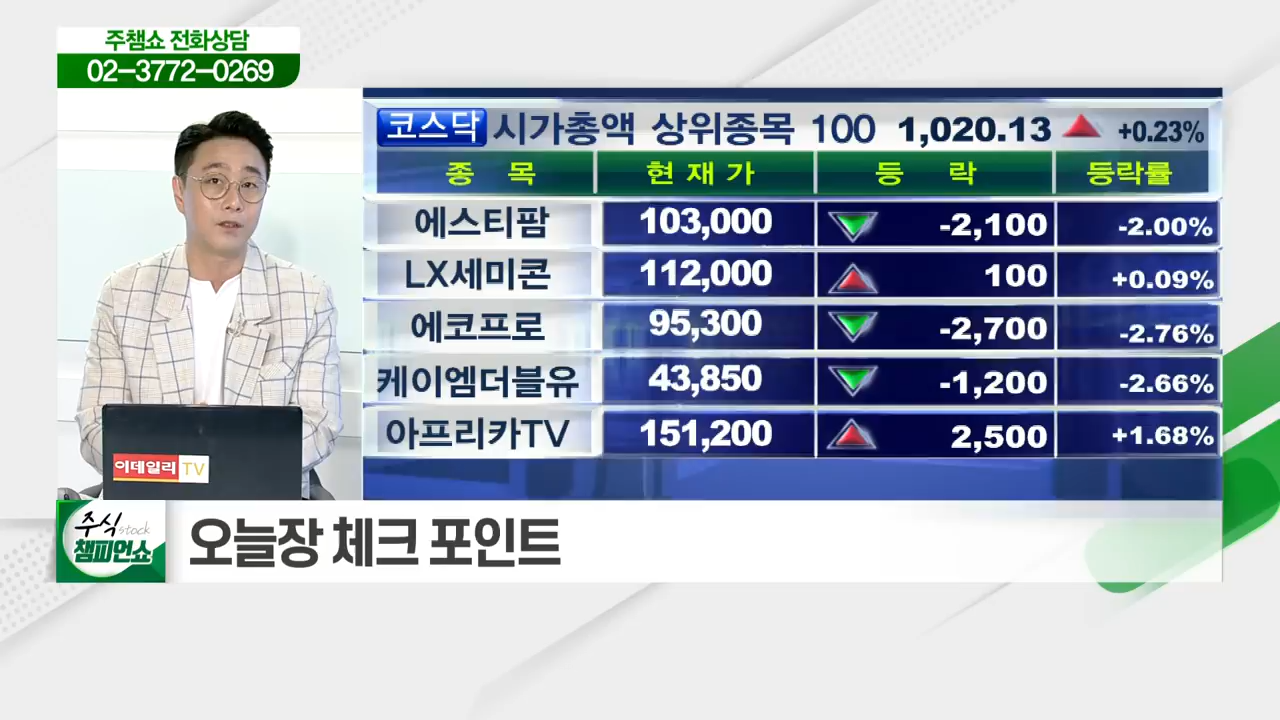 주챔쇼 전화상담
02-3772-0269
코스닥 시가총액 상위종목 100 1,020.13 ▲ +0.23%
종 목 현 재 가 등 락 등락률
에스티팜 103,000 ▼ -2,100 -2.00%
LX세미콘 112,000 ▲ 100 +0.09%
에코프로 95,300 ▼ -2,700 -2.76%
케이엠더블유 43,850 ▼ -1,200 -2.66%
아프리카TV 151,200 ▲ 2,500 +1.68%
이데일리 TV
주식 stock
챔피언쇼
오늘장 체크 포인트